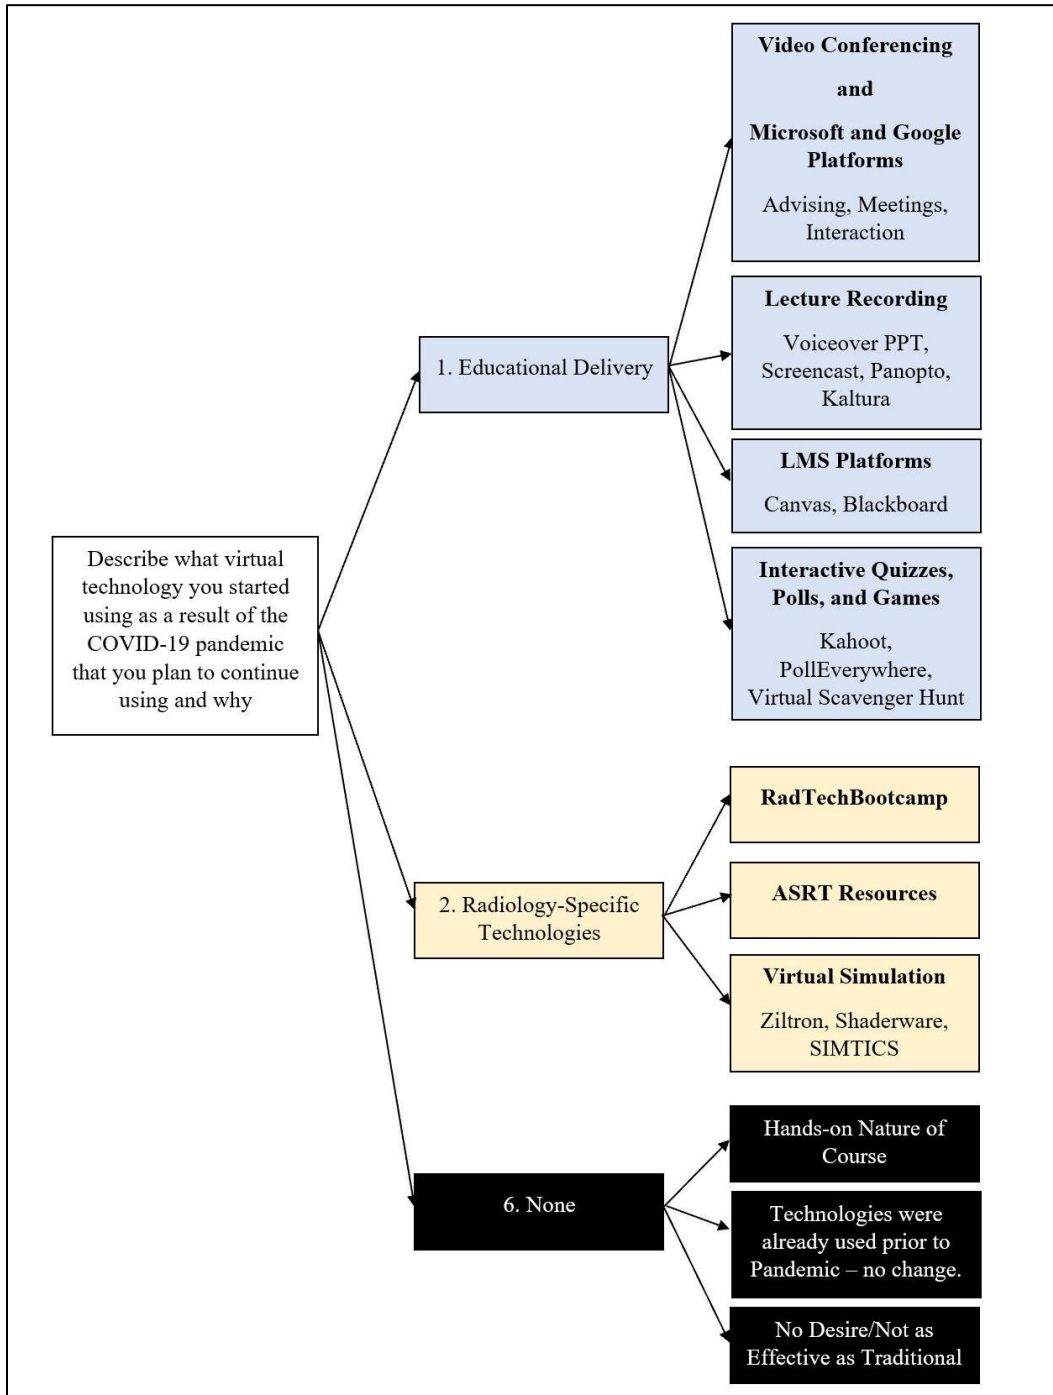 Video Conferencing
and
Microsoft and Google
Platforms
Advising, Meetings,
Interaction
Lecture Recording
Voiceover PPT,
Screencast, Panopto,
Kaltura
1. Educational Delivery
LMS Platforms
Canvas, Blackboard
Interactive Quizzes,
Polls, and Games
Kahoot,
PollEverywhere,
Virtual Scavenger Hunt
Describe what virtual
technology you started
using as a result of the
COVID-19 pandemic
that you plan to continue
using and why
RadTechBootcamp
2. Radiology-Specific
Technologies
ASRT Resources
Virtual Simulation
Ziltron, Shaderware,
SIMTICS
Hands-on Nature of
Course
6. None
Technologies were
already used prior to
Pandemic – no change.
No Desire/Not as
Effective as Traditional